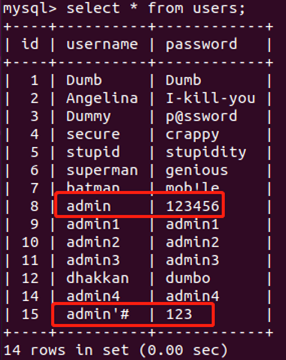 mysql> select * from users;
+----+----------+------------+
| id | username | password   |
+----+----------+------------+
|  1 | Dumb     | Dumb       |
|  2 | Angelina | I-kill-you |
|  3 | Dummy    | p@ssword   |
|  4 | secure   | crappy     |
|  5 | stupid   | stupidity  |
|  6 | superman | genious    |
|  7 | batman   | mob!le     |
|  8 | admin    | 123456     |
|  9 | admin1   | admin1     |
| 10 | admin2   | admin2     |
| 11 | admin3   | admin3     |
| 12 | dhakkan  | dumbo      |
| 14 | admin4   | admin4     |
| 15 | admin'#  | 123        |
+----+----------+------------+
14 rows in set (0.00 sec)